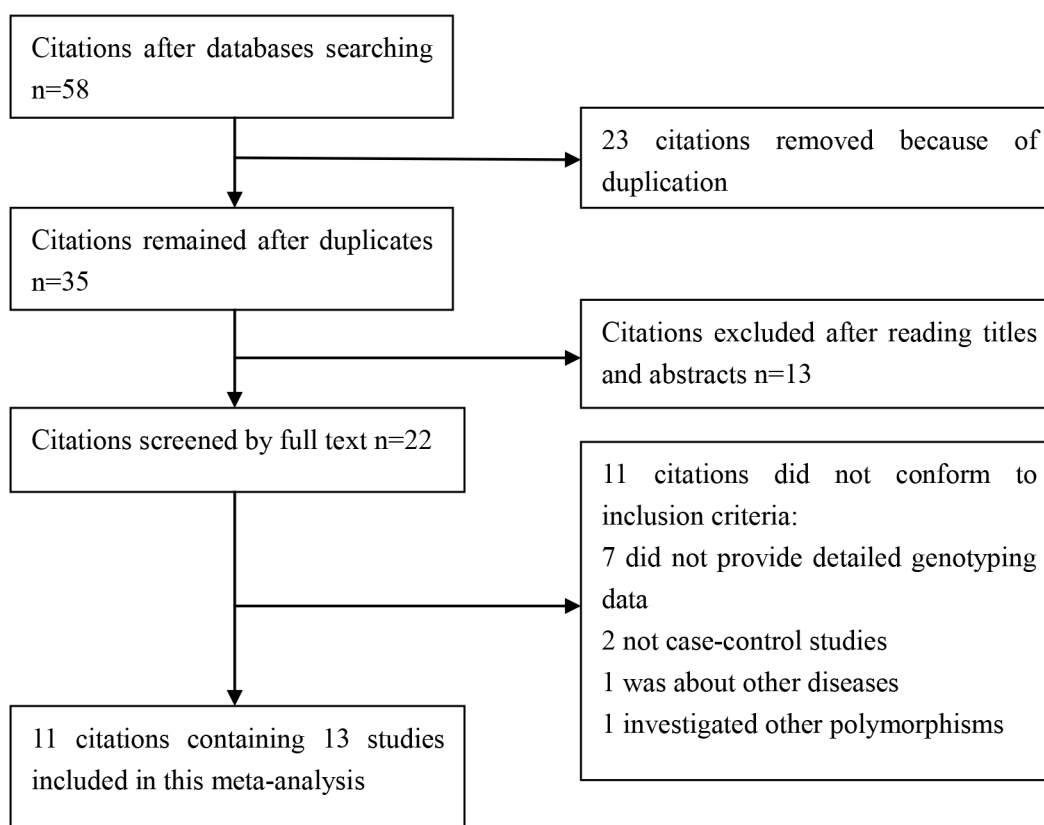 Citations after databases searching
n=58
23 citations removed because of
duplication
Citations remained after duplicates
n=35
Citations excluded after reading titles
and abstracts n=13
Citations screened by full text n=22
11 citations did not conform to
inclusion criteria:
7 did not provide detailed genotyping
data
2 not case-control studies
1 was about other diseases
1 investigated other polymorphisms
11 citations containing 13 studies
included in this meta-analysis